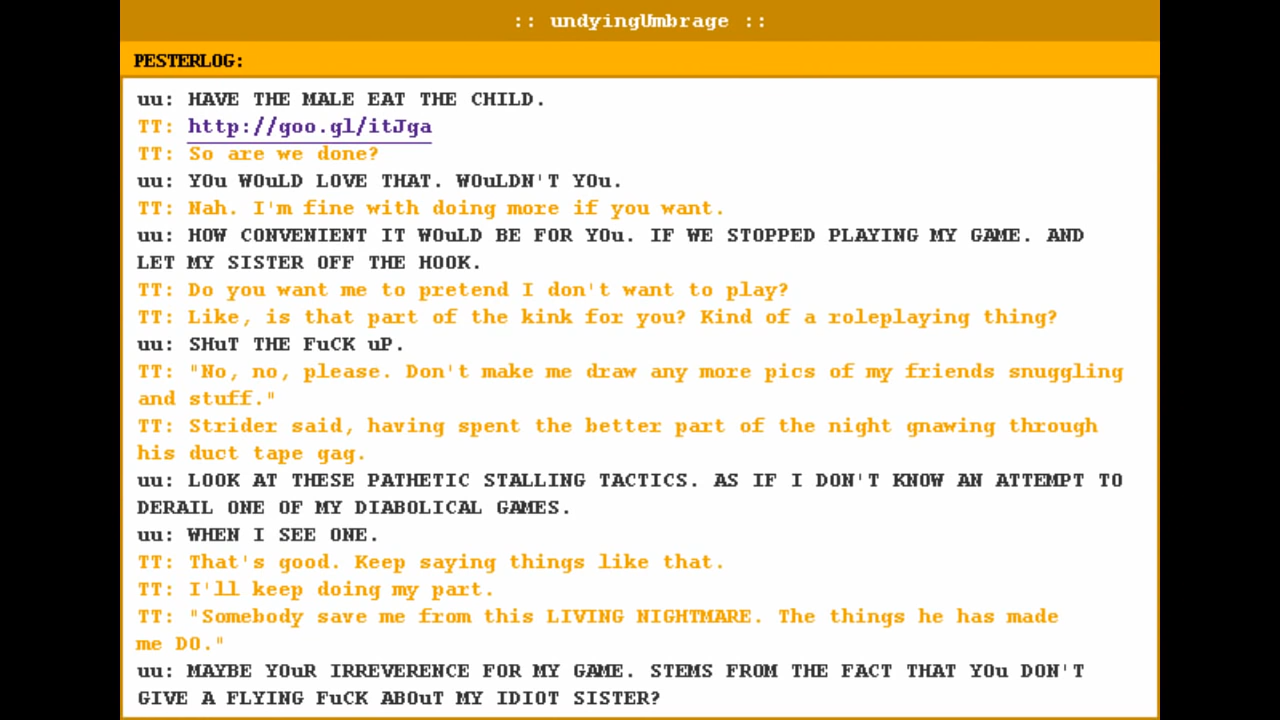 :: undyingUmbrage ::
PESTERLOG:
uu: HAVE THE MALE EAT THE CHILD.
TT: http://goo.gl/itJga
TT: So are we done?
uu: YOu WOuLD LOVE THAT. WOuLDN'T YOu.
TT: Nah. I'm fine with doing more if you want.
uu: HOW CONVENIENT IT WOuLD BE FOR YOu. IF WE STOPPED PLAYING MY GAME. AND
LET MY SISTER OFF THE HOOK.
TT: Do you want me to pretend I don't want to play?
TT: Like, is that part of the kink for you? Kind of a roleplaying thing?
uu: SHuT THE FuCK uP.
TT: "No, no, please. Don't make me draw any more pics of my friends snuggling
and stuff."
TT: Strider said, having spent the better part of the night gnawing through
his duct tape gag.
uu: LOOK AT THESE PATHETIC STALLING TACTICS. AS IF I DON'T KNOW AN ATTEMPT TO
DERAIL ONE OF MY DIABOLICAL GAMES.
uu: WHEN I SEE ONE.
TT: That's good. Keep saying things like that.
TT: I'll keep doing my part.
TT: "Somebody save me from this LIVING NIGHTMARE. The things he has made
me DO."
uu: MAYBE YOuR IRREVERENCE FOR MY GAME. STEMS FROM THE FACT THAT YOu DON'T
GIVE A FLYING FuCK ABOuT MY IDIOT SISTER?